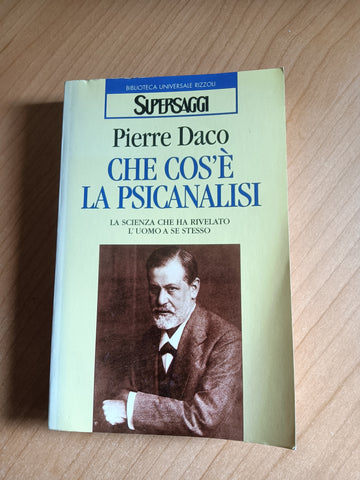 BIBLIOTECA UNIVERSALE RIZZOLI
SUPERSAGGI
Pierre Daco
CHE COS'È
LA PSICANALISI
LA SCIENZA CHE HA RIVELATO
L'UOMO A SE STESSO